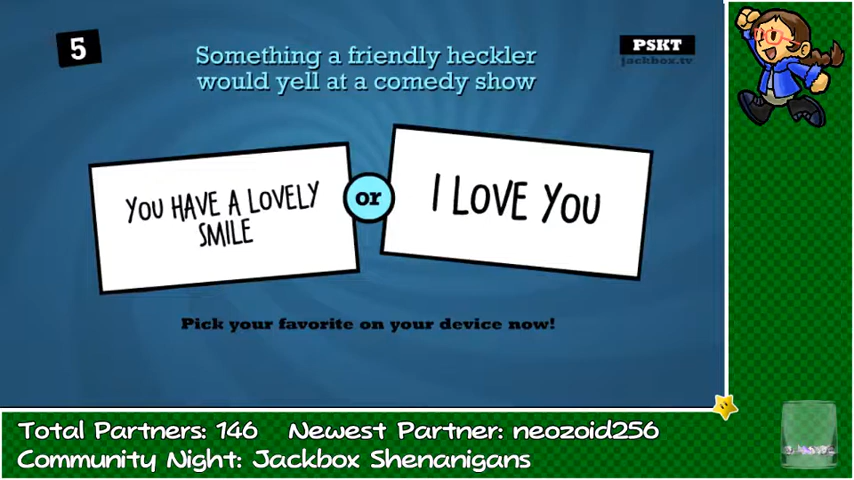 5
Something a friendly heckler
would yell at a comedy show
PSKT
jackbox.tv
YOU HAVE A LOVELY
SMILE
or
I LOVE YOU
Pick your favorite on your device now!
Total Partners: 146 Newest Partner: neozoid256
Community Night: Jackbox Shenanigans